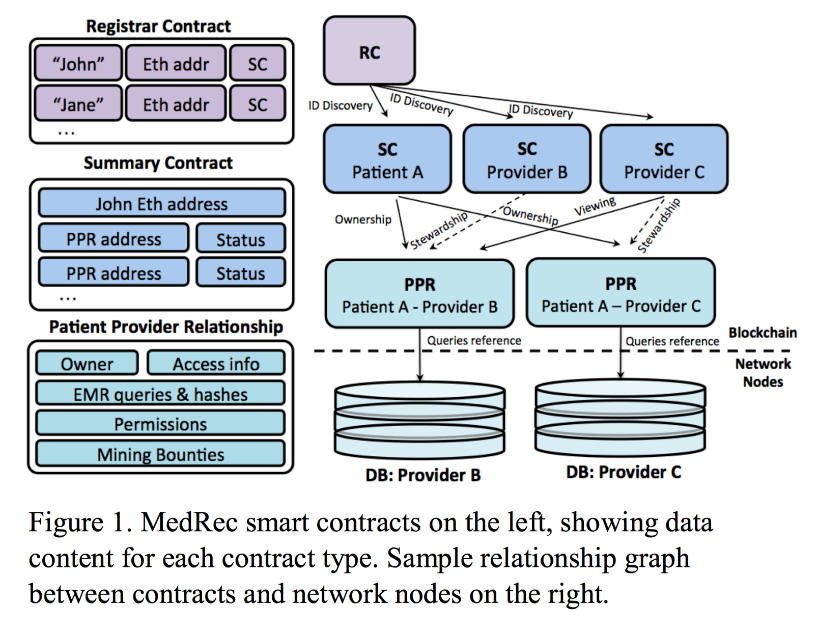 Registrar Contract
"John" Eth addr SC
"Jane" Eth addr SC
...
Summary Contract
John Eth address
PPR address Status
PPR address Status
...
Patient Provider Relationship
Owner Access info
EMR queries & hashes
Permissions
Mining Bounties
RC
ID Discovery ID Discovery ID Discovery
SC
Patient A
SC
Provider B
SC
Provider C
Ownership Stewardship Ownership Viewing Stewardship
PPR
Patient A - Provider B
PPR
Patient A – Provider C
Queries reference Queries reference
Blockchain
Network
Nodes
DB: Provider B DB: Provider C
Figure 1. MedRec smart contracts on the left, showing data
content for each contract type. Sample relationship graph
between contracts and network nodes on the right.